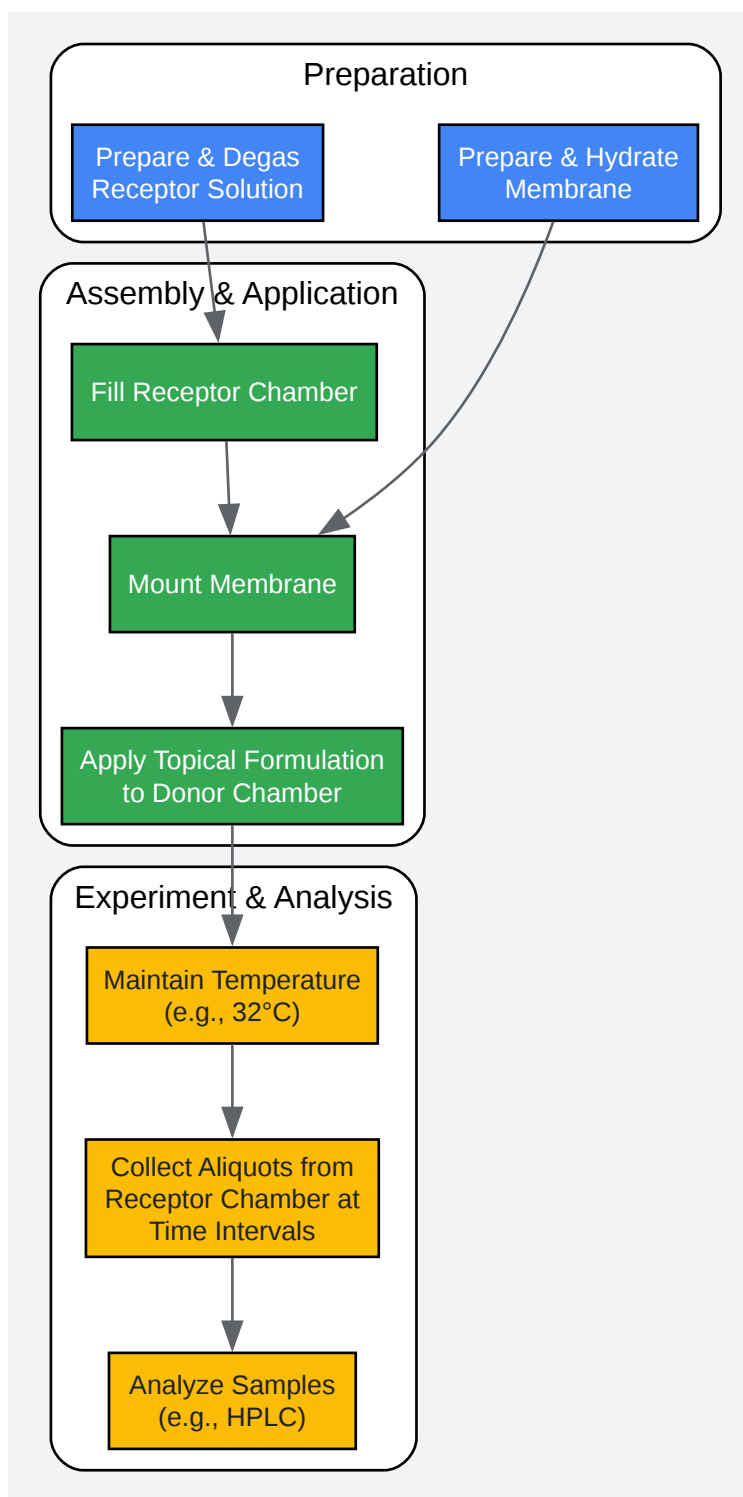 Preparation
Prepare & Degas
Receptor Solution
Prepare & Hydrate
Membrane
Assembly & Application
Fill Receptor Chamber
Mount Membrane
Apply Topical Formulation
to Donor Chamber
Experiment & Analysis
Maintain Temperature
(e.g., 32°C)
Collect Aliquots from
Receptor Chamber at
Time Intervals
Analyze Samples
(e.g., HPLC)